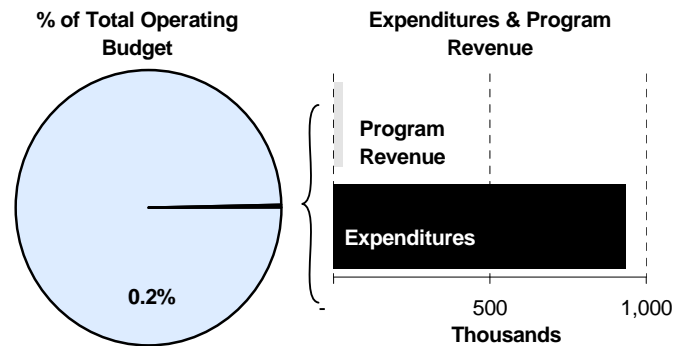 % of Total Operating
Budget
0.2%
Expenditures & Program
Revenue
Program
Revenue
Expenditures
-
500
1,000
Thousands